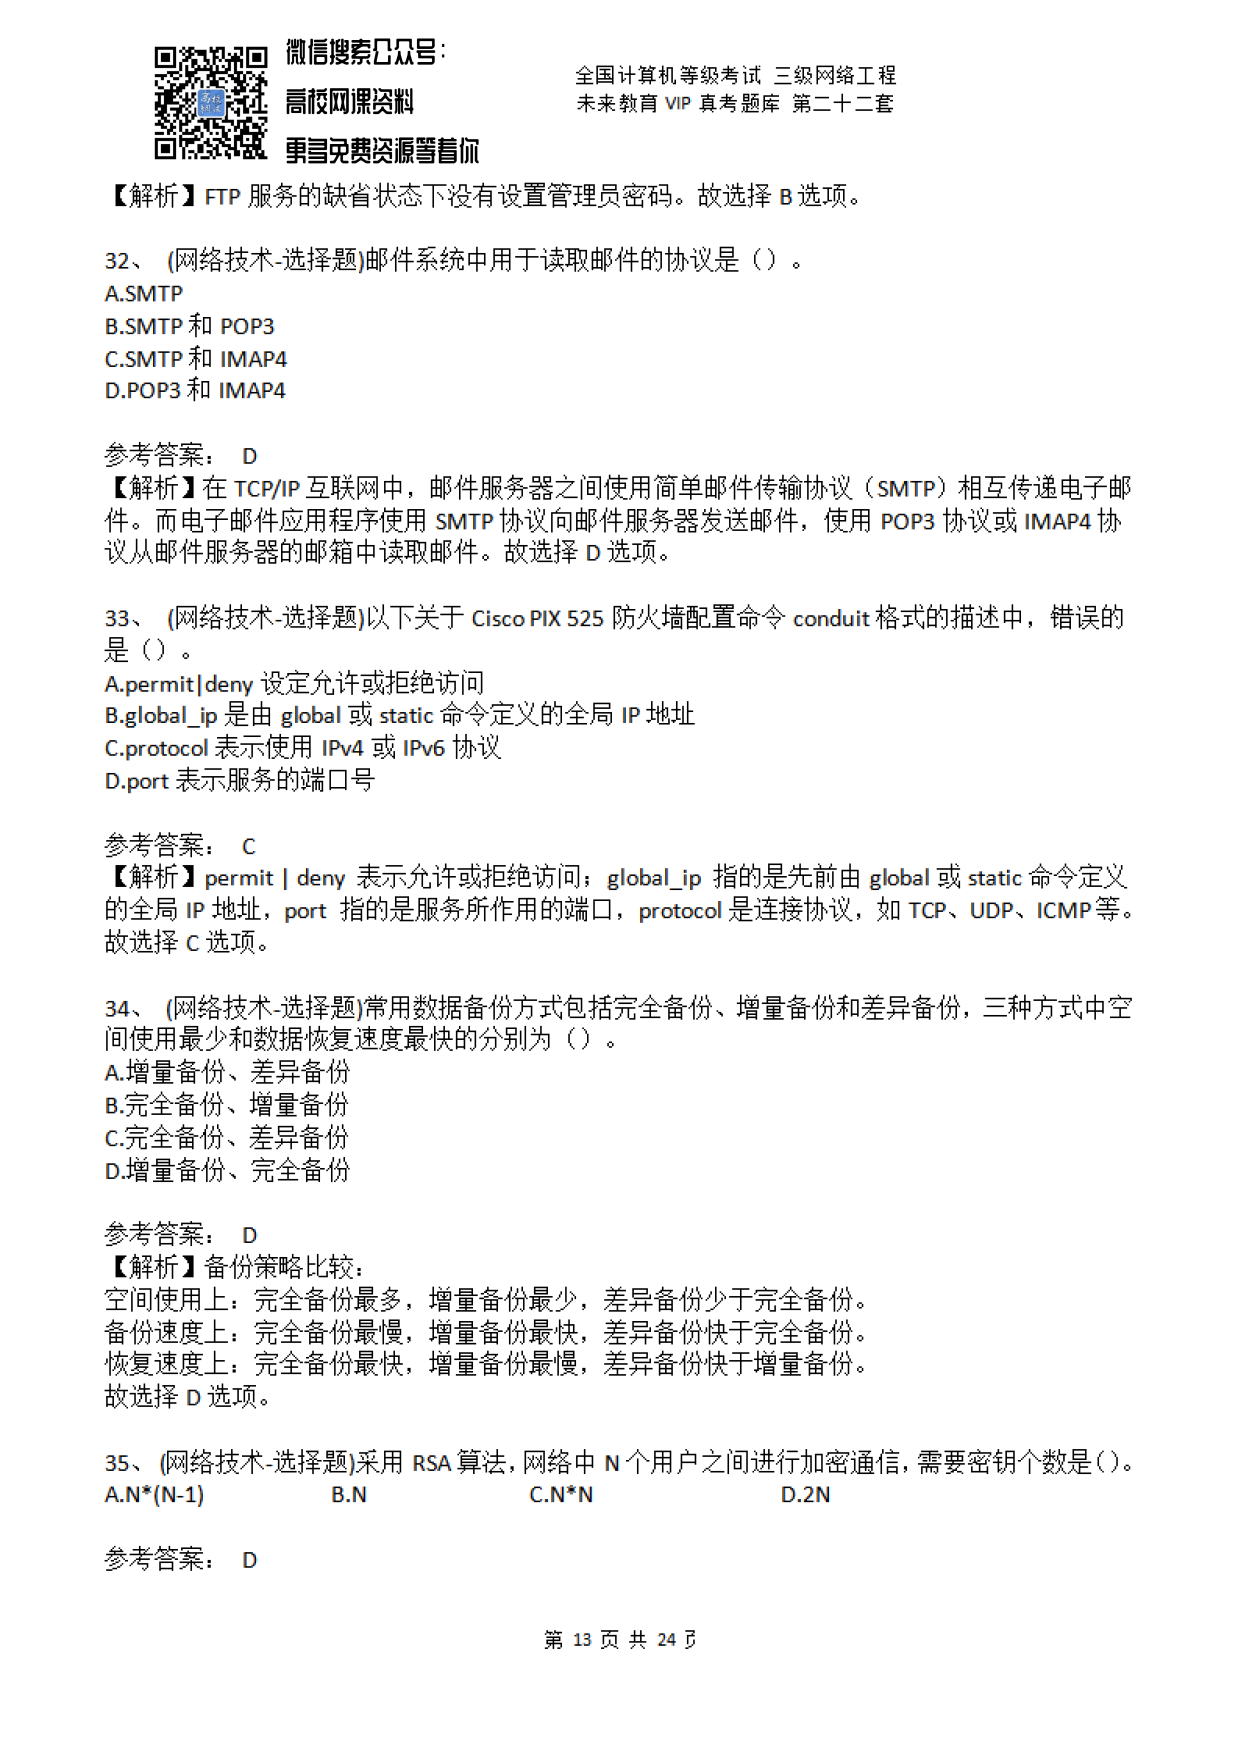 微信搜索公众号:
高校网课资料
更多免费资源等着你
全国计算机等级考试 三级网络工程
未来教育 VIP 真考题库 第二十二套
【解析】FTP 服务的缺省状态下没有设置管理员密码。故选择 B 选项。
32、 (网络技术-选择题)邮件系统中用于读取邮件的协议是（）。
A.SMTP
B.SMTP 和 POP3
C.SMTP 和 IMAP4
D.POP3 和 IMAP4
参考答案： D
【解析】在 TCP/IP 互联网中，邮件服务器之间使用简单邮件传输协议（SMTP）相互传递电子邮
件。而电子邮件应用程序使用 SMTP 协议向邮件服务器发送邮件，使用 POP3 协议或 IMAP4 协
议从邮件服务器的邮箱中读取邮件。故选择 D 选项。
33、 (网络技术-选择题)以下关于 Cisco PIX 525 防火墙配置命令 conduit 格式的描述中，错误的
是（）。
A.permit|deny 设定允许或拒绝访问
B.global_ip 是由 global 或 static 命令定义的全局 IP 地址
C.protocol 表示使用 IPv4 或 IPv6 协议
D.port 表示服务的端口号
参考答案： C
【解析】permit | deny 表示允许或拒绝访问；global_ip 指的是先前由 global 或 static 命令定义
的全局 IP 地址，port 指的是服务所作用的端口，protocol 是连接协议，如 TCP、UDP、ICMP 等。
故选择 C 选项。
34、 (网络技术-选择题)常用数据备份方式包括完全备份、增量备份和差异备份，三种方式中空
间使用最少和数据恢复速度最快的分别为（）。
A.增量备份、差异备份
B.完全备份、增量备份
C.完全备份、差异备份
D.增量备份、完全备份
参考答案： D
【解析】备份策略比较：
空间使用上：完全备份最多，增量备份最少，差异备份少于完全备份。
备份速度上：完全备份最慢，增量备份最快，差异备份快于完全备份。
恢复速度上：完全备份最快，增量备份最慢，差异备份快于增量备份。
故选择 D 选项。
35、 (网络技术-选择题)采用 RSA 算法，网络中 N 个用户之间进行加密通信，需要密钥个数是（）。
A.N*(N-1) B.N C.N*N D.2N
参考答案： D
第 13 页 共 24 页